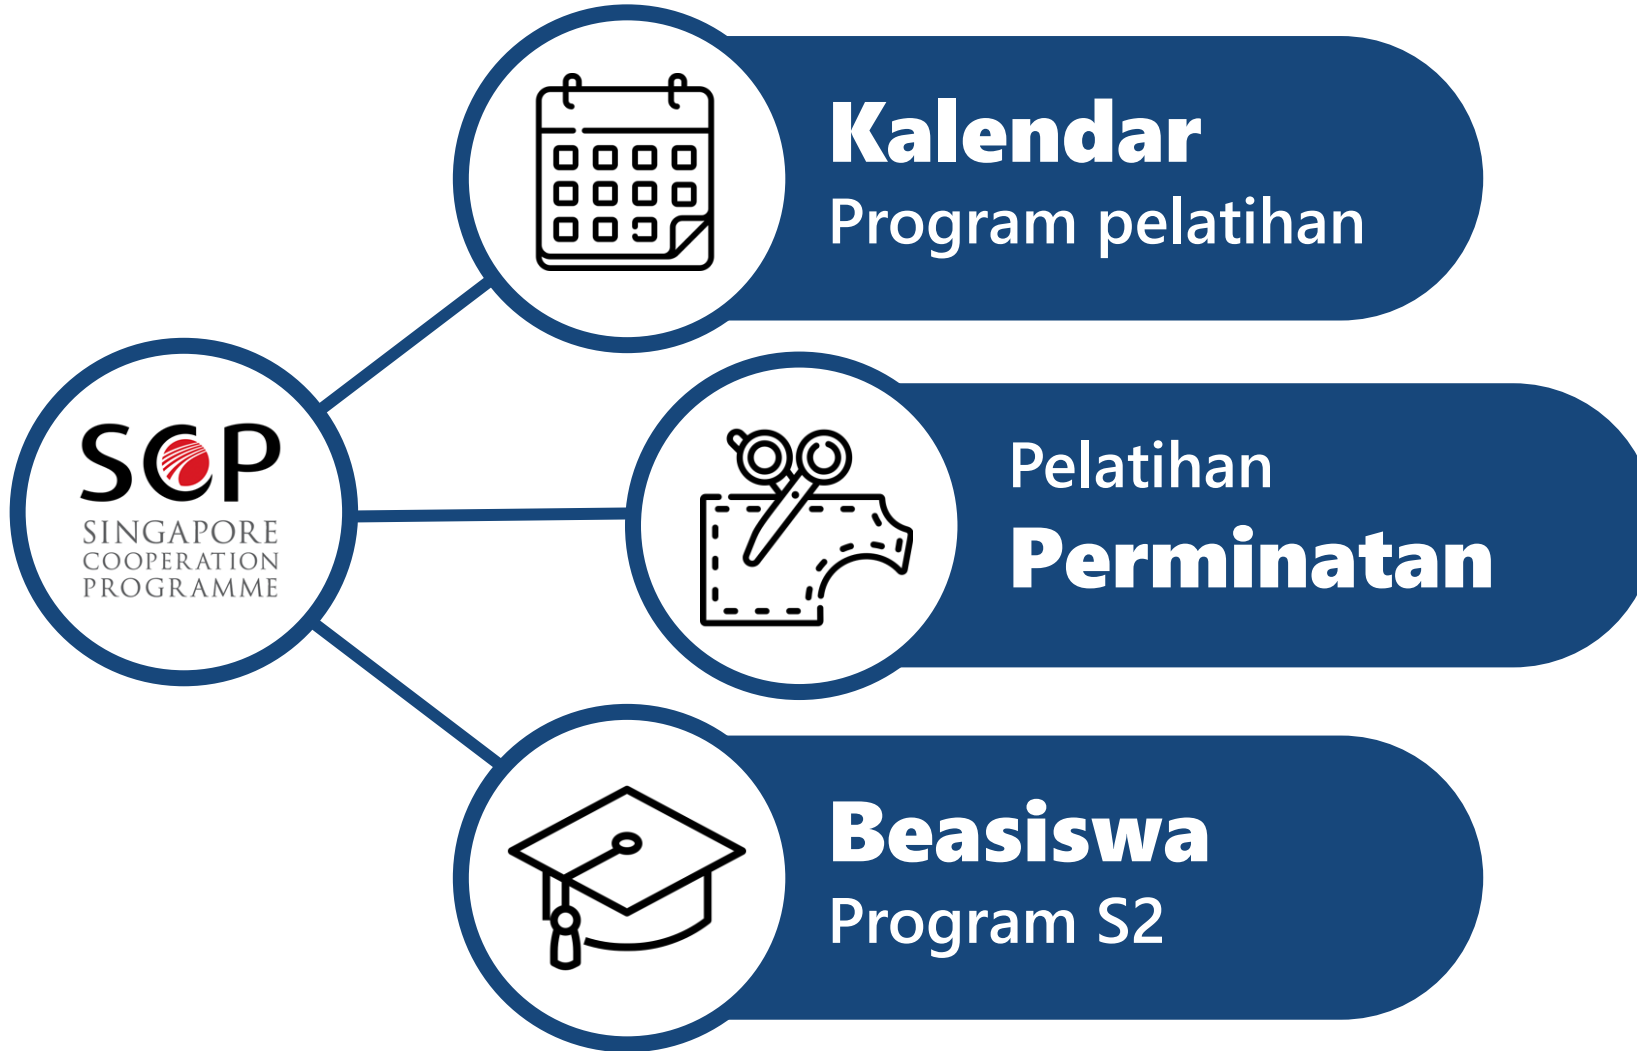 SCP
SINGAPORE
COOPERATION
PROGRAMME
Kalendar
Program pelatihan
Pelatihan
Perminatan
Beasiswa
Program S2